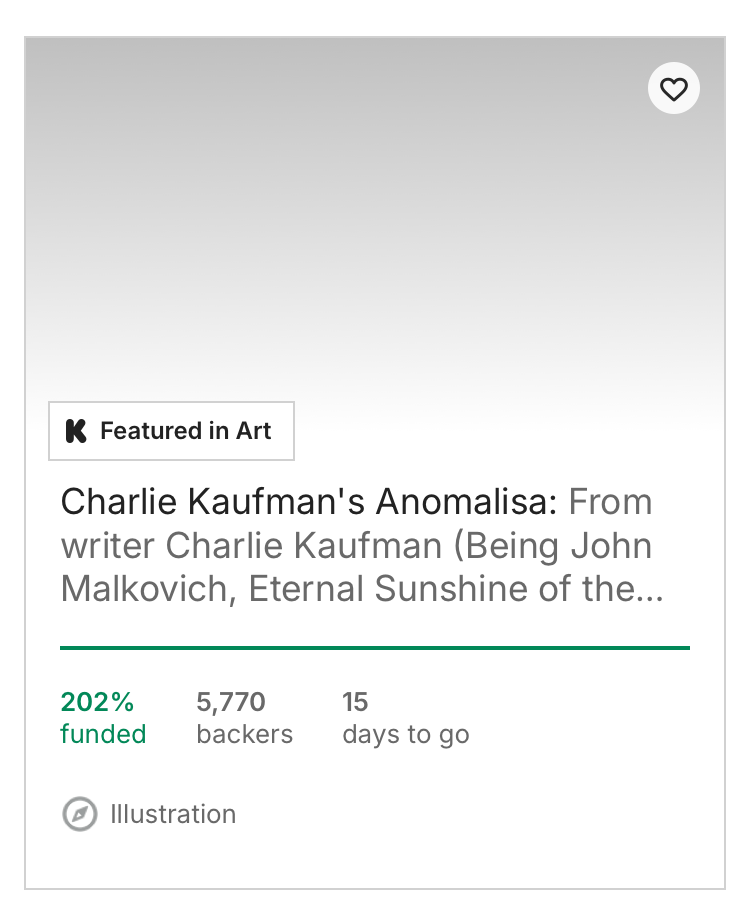 Featured in Art
Charlie Kaufman's Anomalisa: From
writer Charlie Kaufman (Being John
Malkovich, Eternal Sunshine of the...
202% 5,770 15
funded backers days to go
Illustration